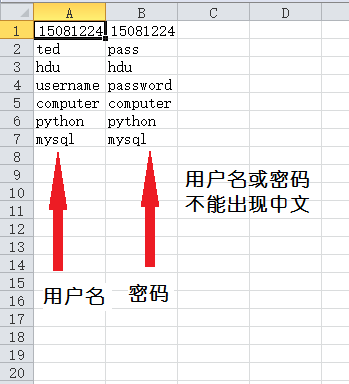 A B C D
1 15081224 15081224
2 ted pass
3 hdu hdu
4 username password
5 computer computer
6 python python
7 mysql mysql
8
9
10 用户名或密码
11 不能出现中文
12
13
14
15
16 用户名 密码
17
18
19
20